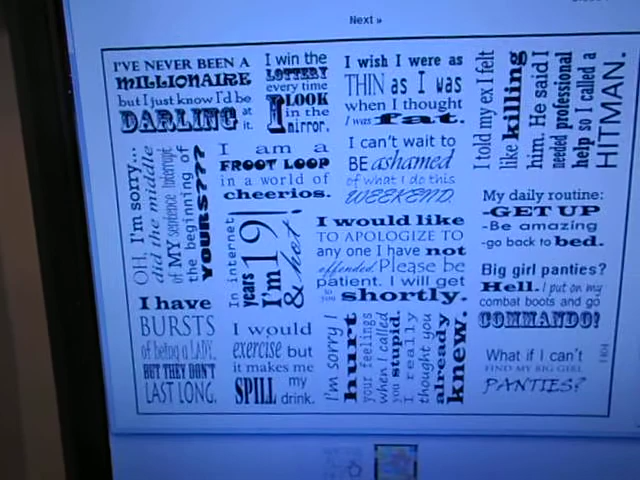 Next »
I'VE NEVER BEEN A
MILLIONAIRE
but I just know I'd be
DARLING at it.
I win the
LOTTERY
every time
I LOOK
in the
mirror.
I wish I were as
THIN as I was
when I thought
I was fat.
I told my ex I felt
like killing
him. He said I
needed professional
help so I called a
HITMAN.
OH, I'm sorry...
did the middle
of MY sentence interrupt
the beginning of
YOURS???
I am a
FROOT LOOP
in a world of
cheerios.
I can't wait to
BE ashamed
of what I do this
WEEKEND.
My daily routine:
-GET UP
-Be amazing
-go back to bed.
In internet
years
I'm 19!
& hot!
I would like
TO APOLOGIZE TO
any one I have not
offended. Please be
patient. I will get
to you shortly.
Big girl panties?
Hell. I put on my
combat boots and go
COMMANDO!
I have
BURSTS
of being a LADY,
BUT THEY DON'T
LAST LONG.
I would
exercise but
it makes me
SPILL my
drink.
I'm sorry I
hurt
your feelings
when I called
you stupid.
I really
thought you
already
knew.
What if I can't
FIND MY BIG GIRL
PANTIES?